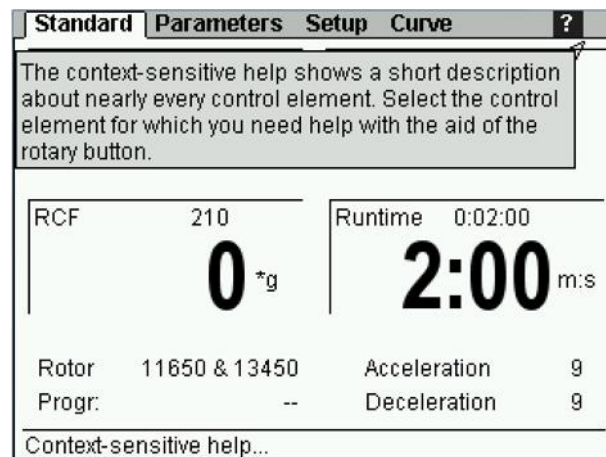 Standard Parameters Setup Curve ?
The context-sensitive help shows a short description
about nearly every control element. Select the control
element for which you need help with the aid of the
rotary button.
RCF 210 Runtime 0:02:00
0 *g 2:00 m:s
Rotor 11650 & 13450 Acceleration 9
Progr: -- Deceleration 9
Context-sensitive help...